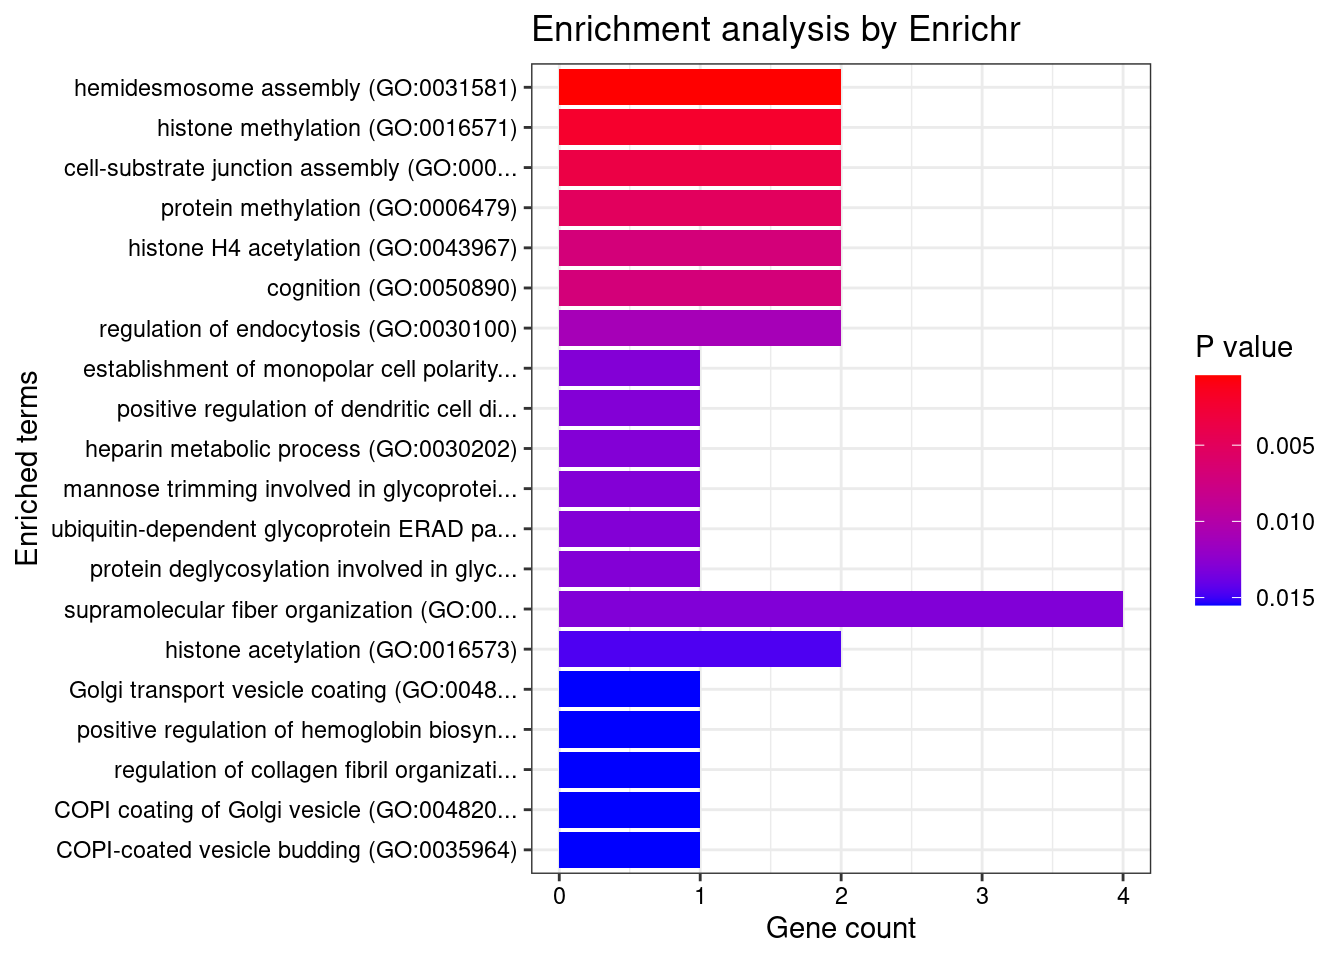 Enrichment analysis by Enrichr
hemidesmosome assembly (GO:0031581)
histone methylation (GO:0016571)
cell-substrate junction assembly (GO:000...
protein methylation (GO:0006479)
histone H4 acetylation (GO:0043967)
cognition (GO:0050890)
regulation of endocytosis (GO:0030100)
establishment of monopolar cell polarity...
positive regulation of dendritic cell di...
heparin metabolic process (GO:0030202)
mannose trimming involved in glycoprotei...
ubiquitin-dependent glycoprotein ERAD pa...
protein deglycosylation involved in glyc...
supramolecular fiber organization (GO:00...
histone acetylation (GO:0016573)
Golgi transport vesicle coating (GO:0048...
positive regulation of hemoglobin biosyn...
regulation of collagen fibril organizati...
COPI coating of Golgi vesicle (GO:004820...
COPI-coated vesicle budding (GO:0035964)
Enriched terms
0 1 2 3 4
Gene count
P value
0.005
0.010
0.015